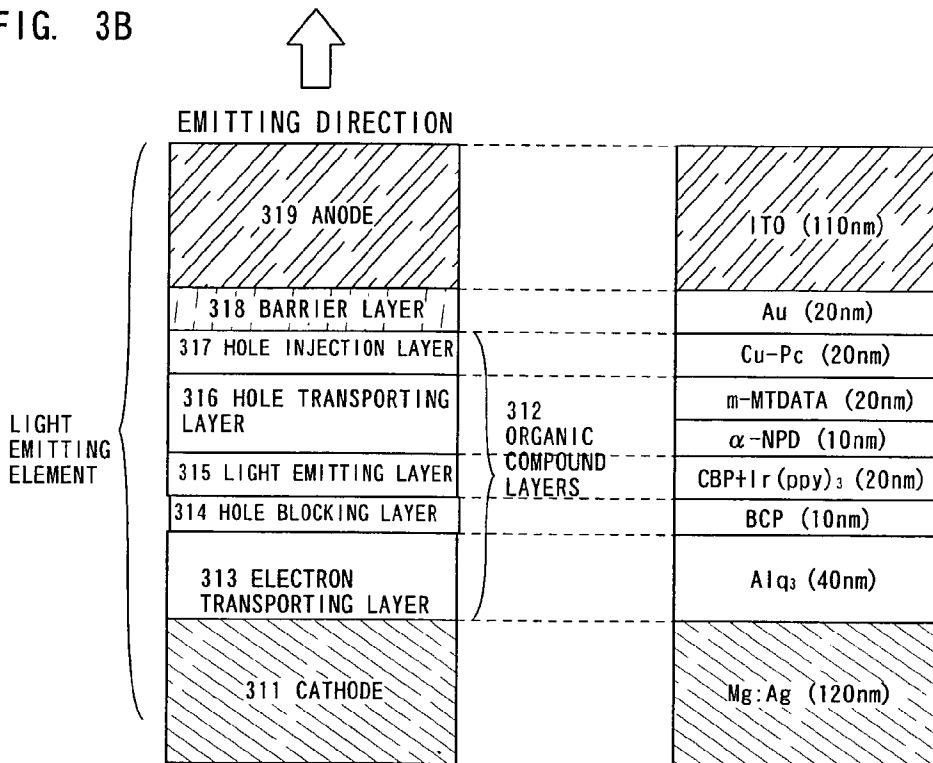 FIG. 3B
EMITTING DIRECTION
319 ANODE
318 BARRIER LAYER
317 HOLE INJECTION LAYER
316 HOLE TRANSPORTING
LAYER
315 LIGHT EMITTING LAYER
314 HOLE BLOCKING LAYER
313 ELECTRON
TRANSPORTING LAYER
311 CATHODE
LIGHT
EMITTING
ELEMENT
312
ORGANIC
COMPOUND
LAYERS
ITO (110nm)
Au (20nm)
Cu-Pc (20nm)
m-MTDATA (20nm)
α-NPD (10nm)
CBP+Ir(ppy)₃ (20nm)
BCP (10nm)
Alq₃ (40nm)
Mg:Ag (120nm)